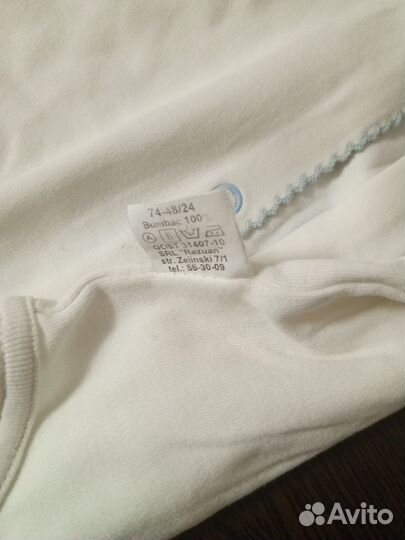 74-48/24
Bumbac 100%
A
GOST 31407-10
SRL "Rezuan"
str. Zelinski 7/1
tel.: 56-30-09
Avito